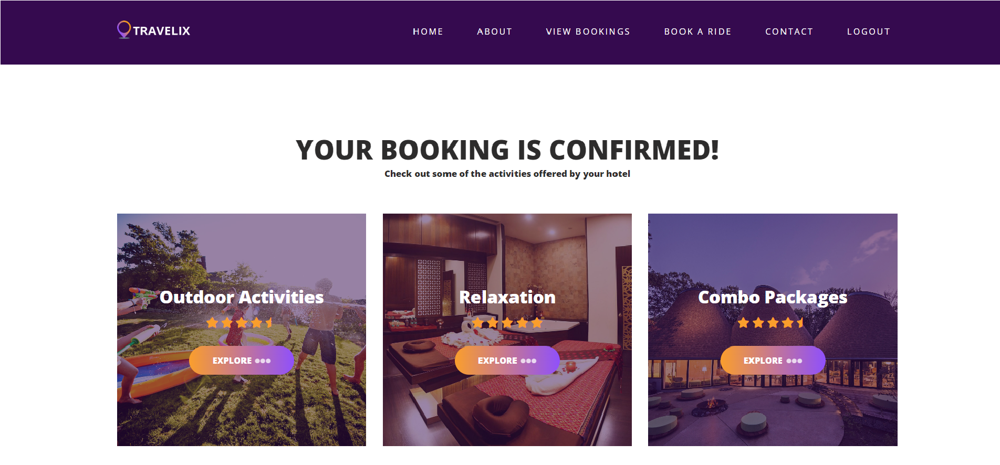 TRAVELIX
HOME ABOUT VIEW BOOKINGS BOOK A RIDE CONTACT LOGOUT
YOUR BOOKING IS CONFIRMED!
Check out some of the activities offered by your hotel
Outdoor Activities
EXPLORE
Relaxation
EXPLORE
Combo Packages
EXPLORE